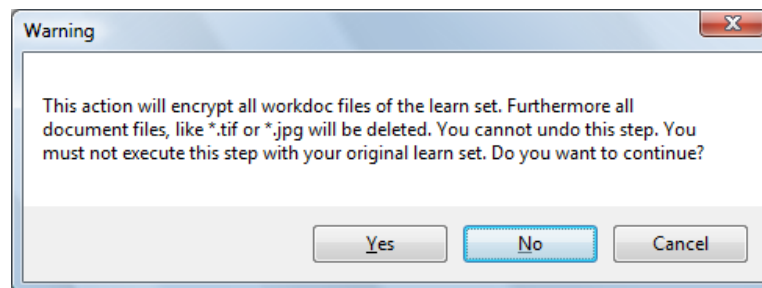 Warning
This action will encrypt all workdoc files of the learn set. Furthermore all
document files, like *.tif or *.jpg will be deleted. You cannot undo this step. You
must not execute this step with your original learn set. Do you want to continue?
Yes No Cancel